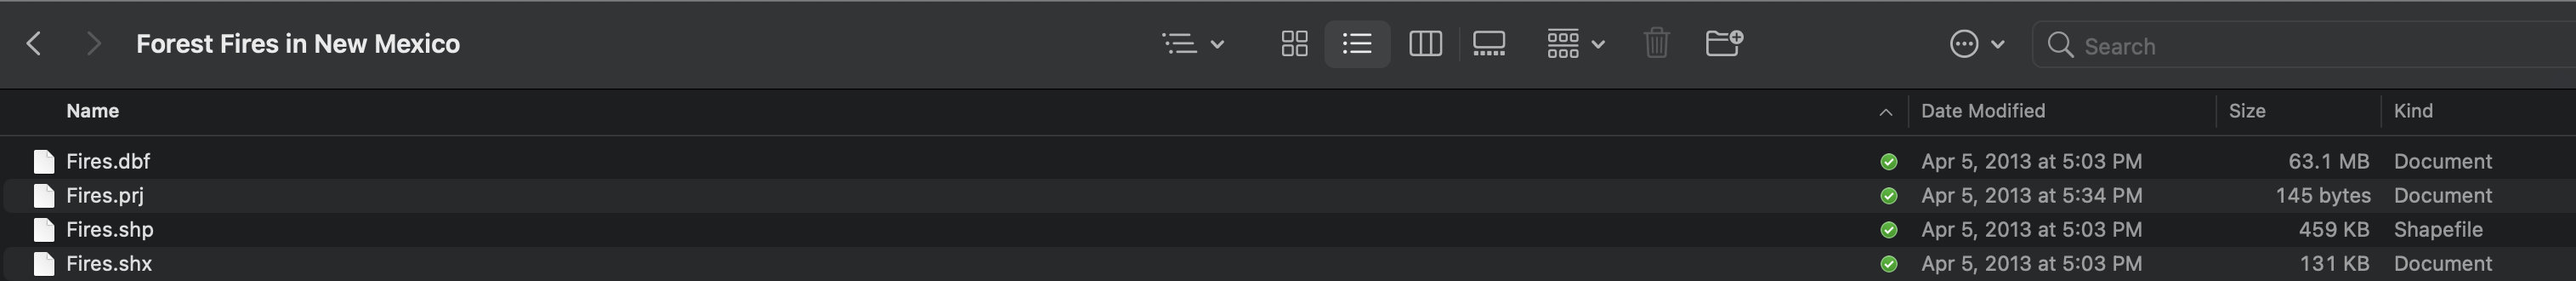 Forest Fires in New Mexico
Search
Name Date Modified Size Kind
Fires.dbf Apr 5, 2013 at 5:03 PM 63.1 MB Document
Fires.prj Apr 5, 2013 at 5:34 PM 145 bytes Document
Fires.shp Apr 5, 2013 at 5:03 PM 459 KB Shapefile
Fires.shx Apr 5, 2013 at 5:03 PM 131 KB Document